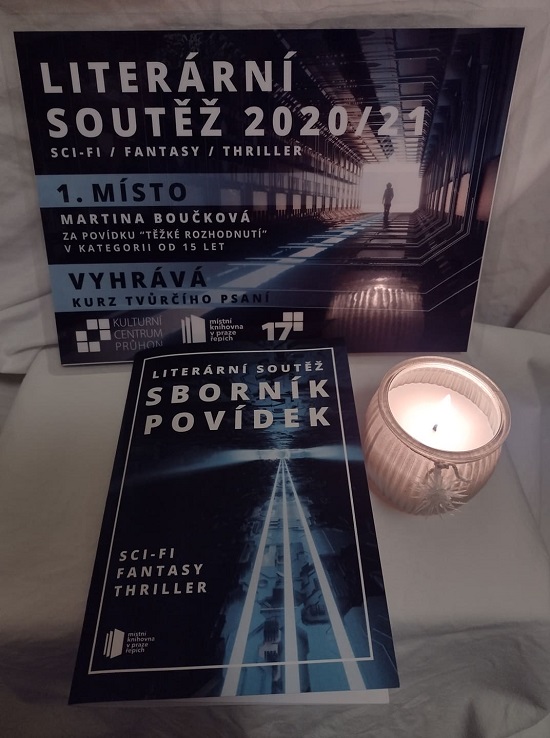 LITERÁRNÍ
SOUTĚŽ 2020/21
SCI-FI / FANTASY / THRILLER
1. MÍSTO
MARTINA BOUČKOVÁ
ZA POVÍDKU "TĚŽKÉ ROZHODNUTÍ"
V KATEGORII OD 15 LET
VYHRÁVÁ
KURZ TVŮRČÍHO PSANÍ
KULTURNÍ
CENTRUM
PRŮHON
místní
knihovna
v praze
řepích
17
LITERÁRNÍ SOUTĚŽ
SBORNÍK
POVÍDEK
SCI-FI
FANTASY
THRILLER
místní
knihovna
v praze
řepích